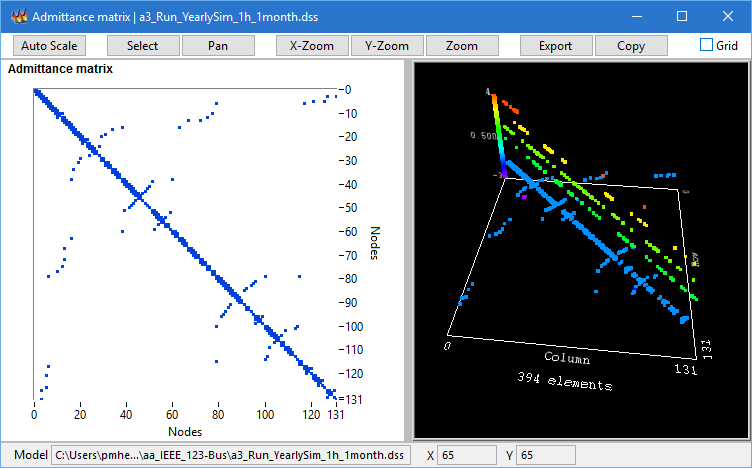 Admittance matrix | a3_Run_YearlySim_1h_1month.dss
Auto Scale Select Pan X-Zoom Y-Zoom Zoom Export Copy Grid
Admittance matrix
0
10
20
30
40
50
60
70
80
90
100
110
120
131
Nodes
0 20 40 60 80 100 120 131
Nodes
4
0.500
0
131
0
Column
131
394 elements
Model C:\Users\pmhe...\aa_IEEE_123-Bus\a3_Run_YearlySim_1h_1month.dss X 65 Y 65